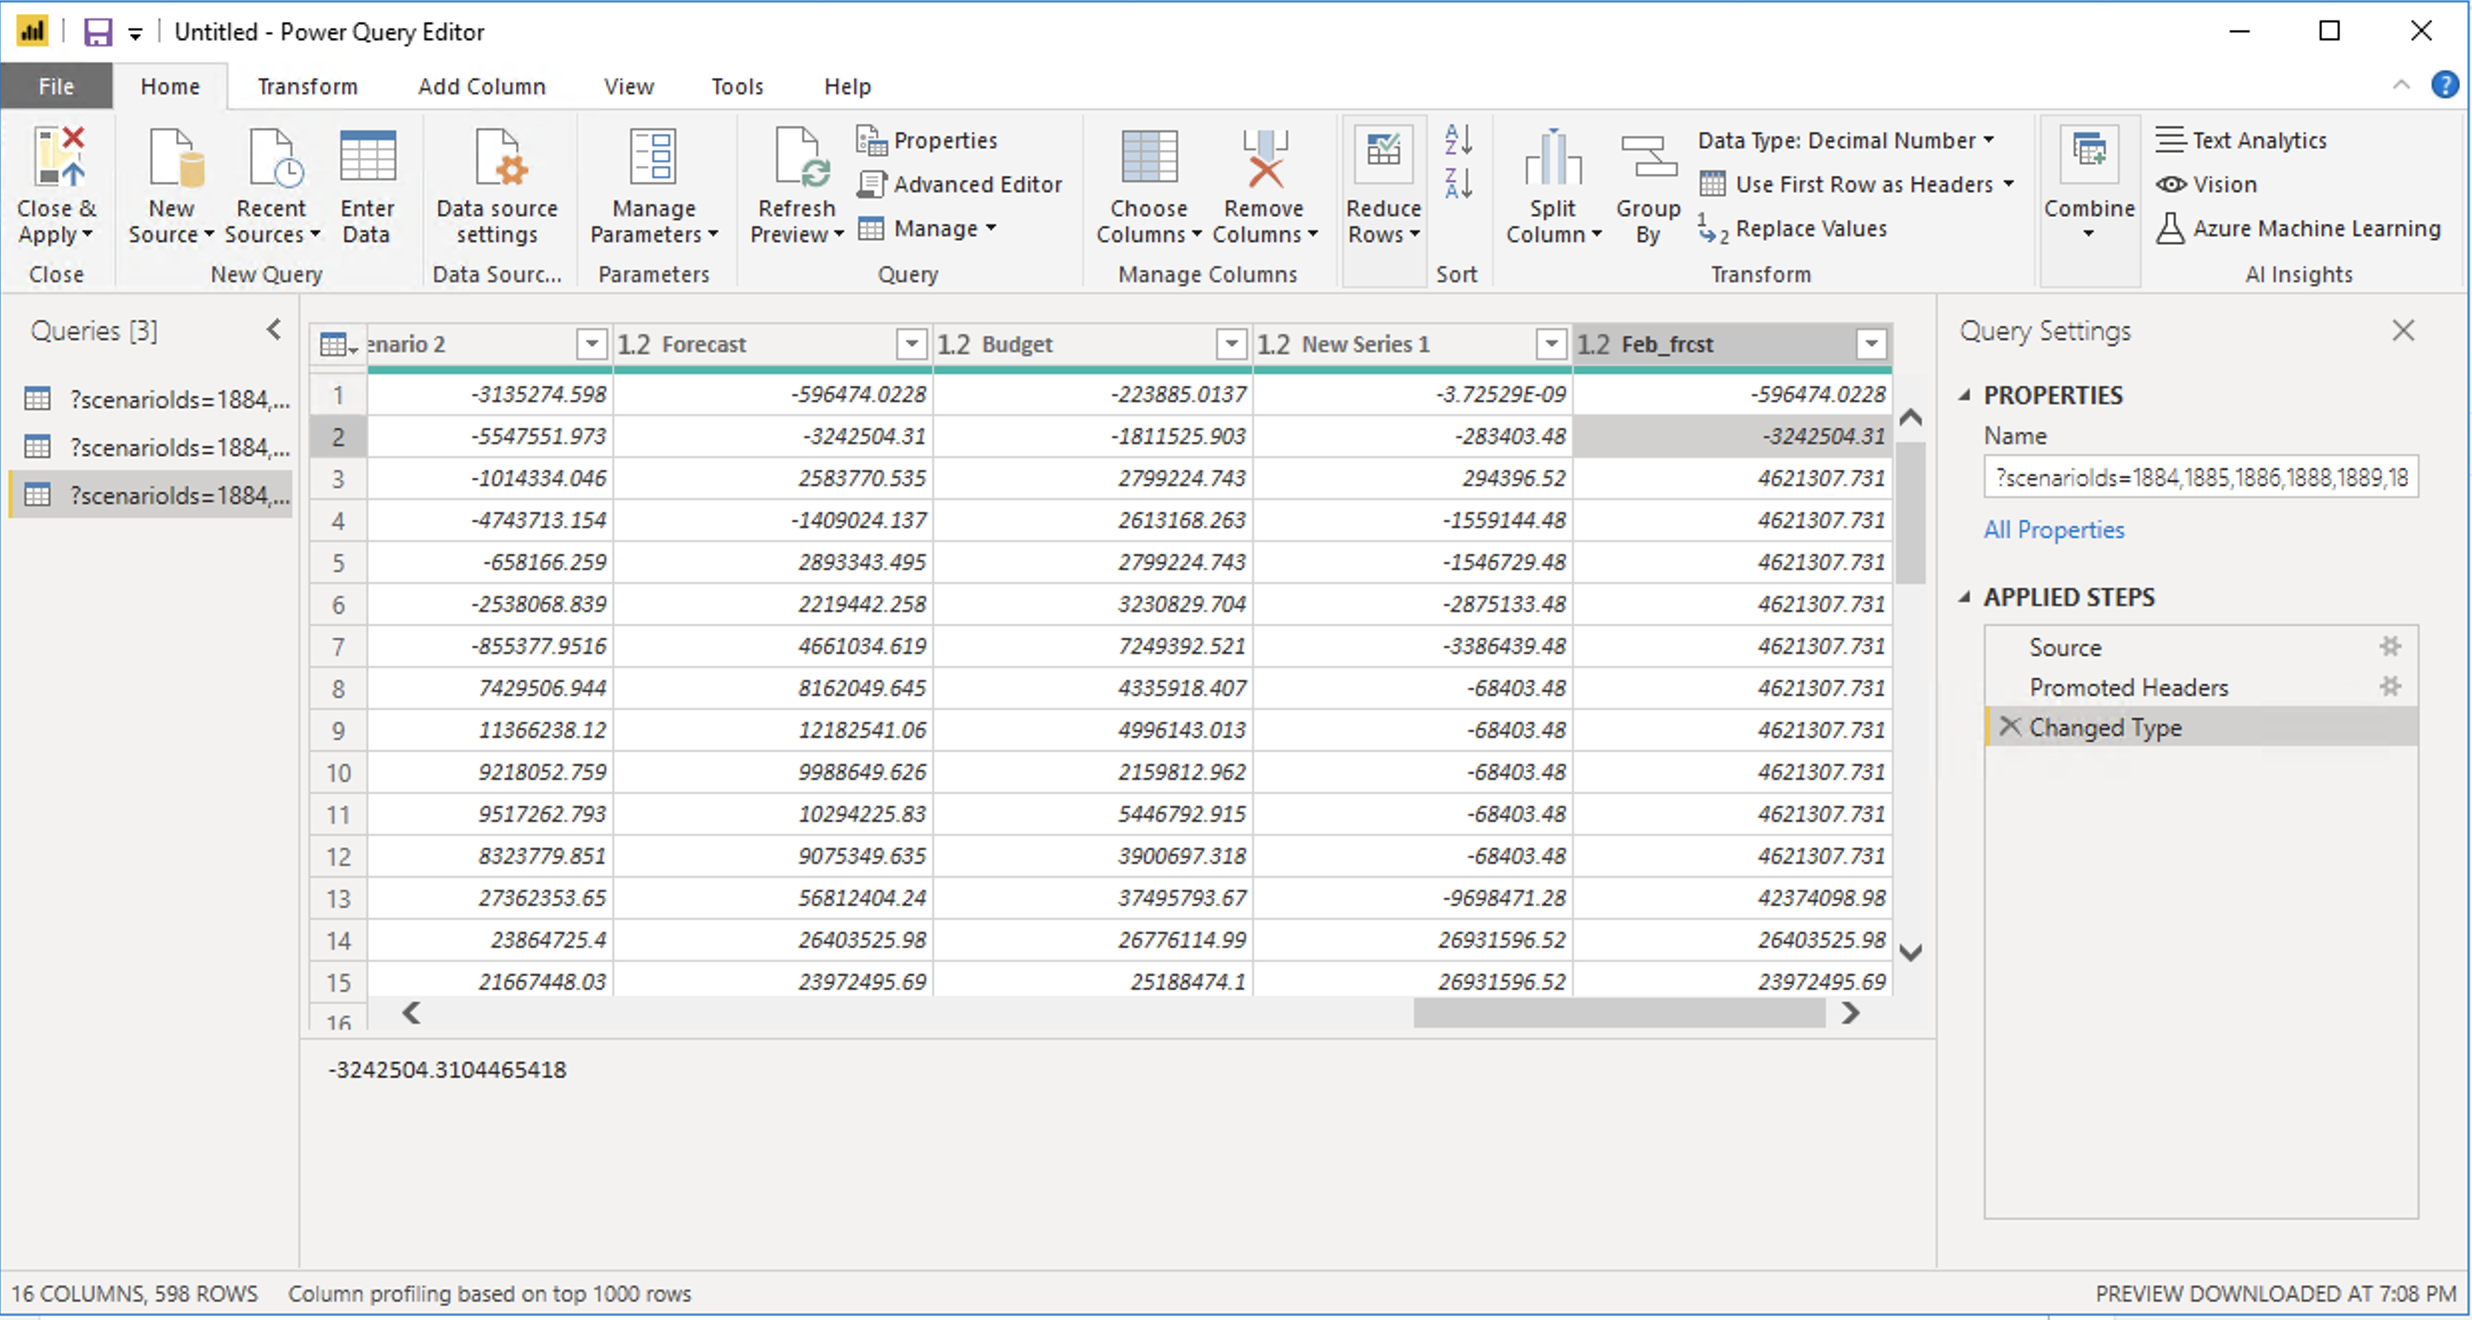 Untitled - Power Query Editor
File Home Transform Add Column View Tools Help
Close & Apply
New Source
Recent Sources
Enter Data
Data source settings
Manage Parameters
Refresh Preview
Properties
Advanced Editor
Manage
Choose Columns
Remove Columns
Reduce Rows
Split Column
Group By
Data Type: Decimal Number
Use First Row as Headers
Replace Values
Combine
Text Analytics
Vision
Azure Machine Learning
Close New Query Data Sourc... Parameters Query Manage Columns Sort Transform AI Insights
Queries [3]
?scenarioIds=1884,...
?scenarioIds=1884,...
?scenarioIds=1884,...
enario 2 1.2 Forecast 1.2 Budget 1.2 New Series 1 1.2 Feb_frcst
1 -3135274.598 -596474.0228 -223885.0137 -3.72529E-09 -596474.0228
2 -5547551.973 -3242504.31 -1811525.903 -283403.48 -3242504.31
3 -1014334.046 2583770.535 2799224.743 294396.52 4621307.731
4 -4743713.154 -1409024.137 2613168.263 -1559144.48 4621307.731
5 -658166.259 2893343.495 2799224.743 -1546729.48 4621307.731
6 -2538068.839 2219442.258 3230829.704 -2875133.48 4621307.731
7 -855377.9516 4661034.619 7249392.521 -3386439.48 4621307.731
8 7429506.944 8162049.645 4335918.407 -68403.48 4621307.731
9 11366238.12 12182541.06 4996143.013 -68403.48 4621307.731
10 9218052.759 9988649.626 2159812.962 -68403.48 4621307.731
11 9517262.793 10294225.83 5446792.915 -68403.48 4621307.731
12 8323779.851 9075349.635 3900697.318 -68403.48 4621307.731
13 27362353.65 56812404.24 37495793.67 -9698471.28 42374098.98
14 23864725.4 26403525.98 26776114.99 26931596.52 26403525.98
15 21667448.03 23972495.69 25188474.1 26931596.52 23972495.69
16
-3242504.3104465418
Query Settings
PROPERTIES
Name
?scenarioIds=1884,1885,1886,1888,1889,18
All Properties
APPLIED STEPS
Source
Promoted Headers
Changed Type
16 COLUMNS, 598 ROWS Column profiling based on top 1000 rows
PREVIEW DOWNLOADED AT 7:08 PM